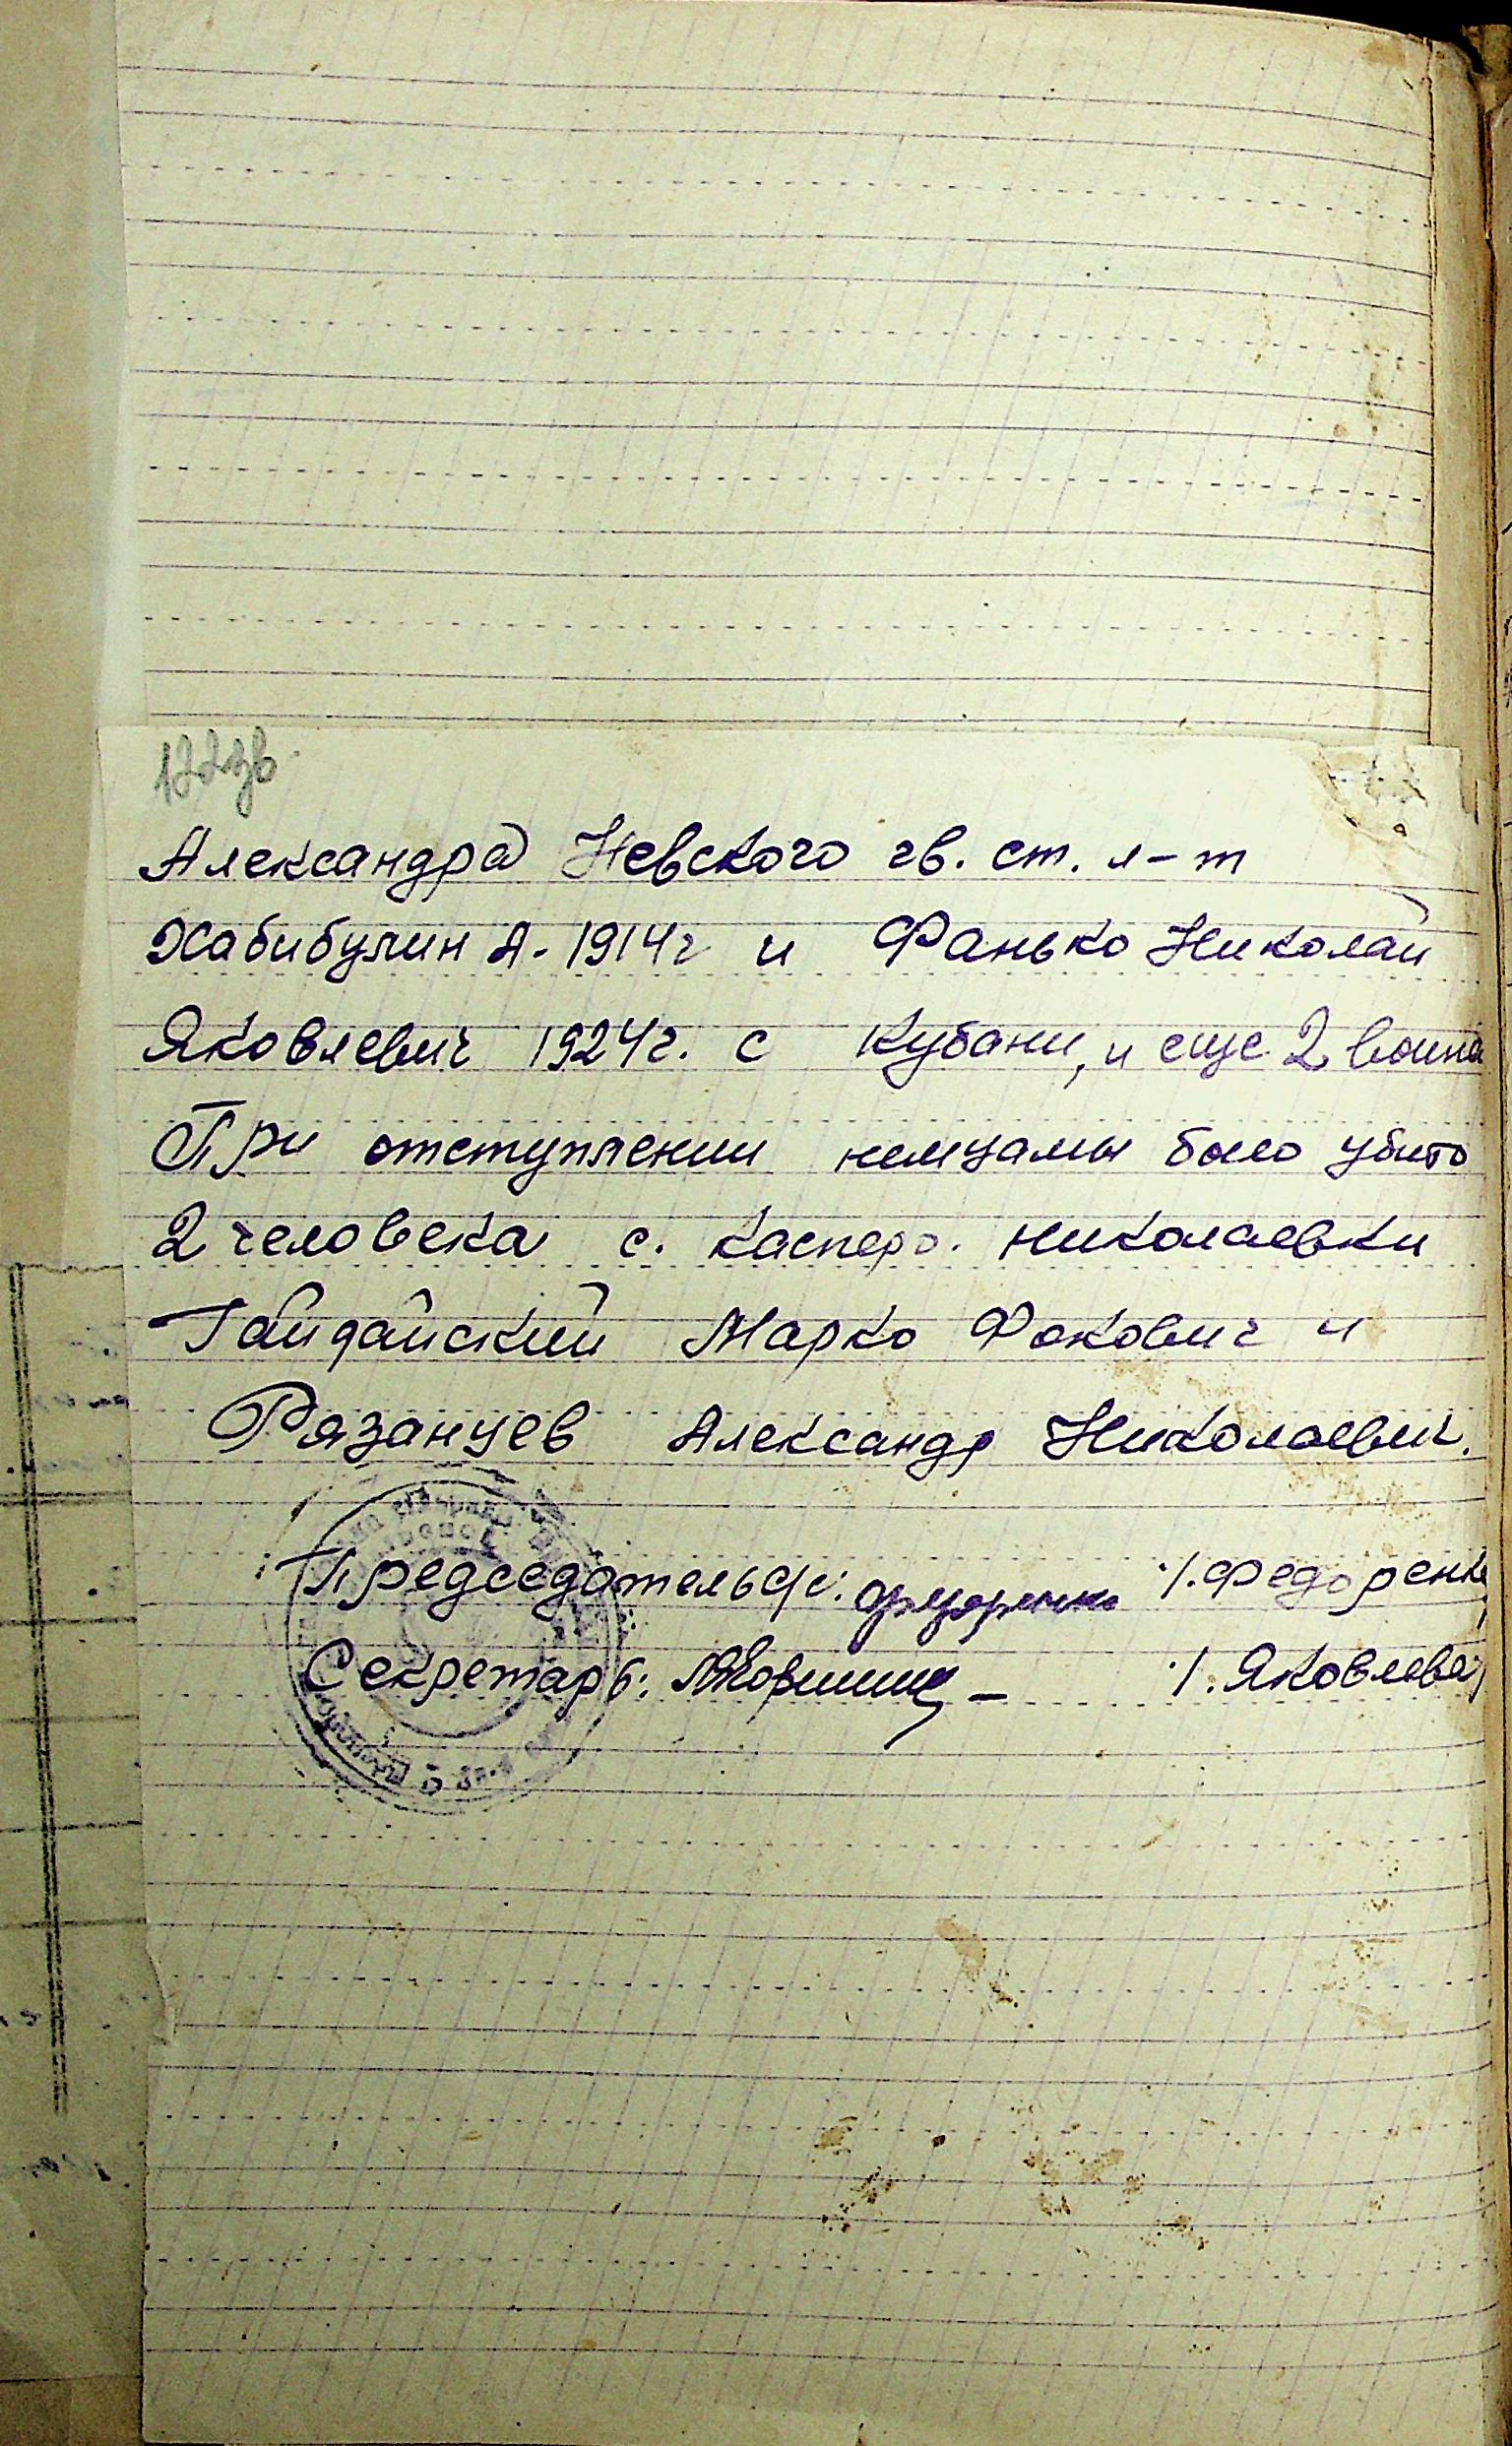 122зв.
Александра Невского гв. ст. л-т
Хабибулин А. 1914г и Фанько Николай
Яковлевич 1924г. с Кубани, и еще 2 воина
При отступлении немцами было убито
2 человека с. Касперо. Николаевки
Гайдайский Марко Фокович и
Рязанцев Александр Николаевич.
Председатель с/с: /. Федоренко/
Секретарь: - /. Яковлева/